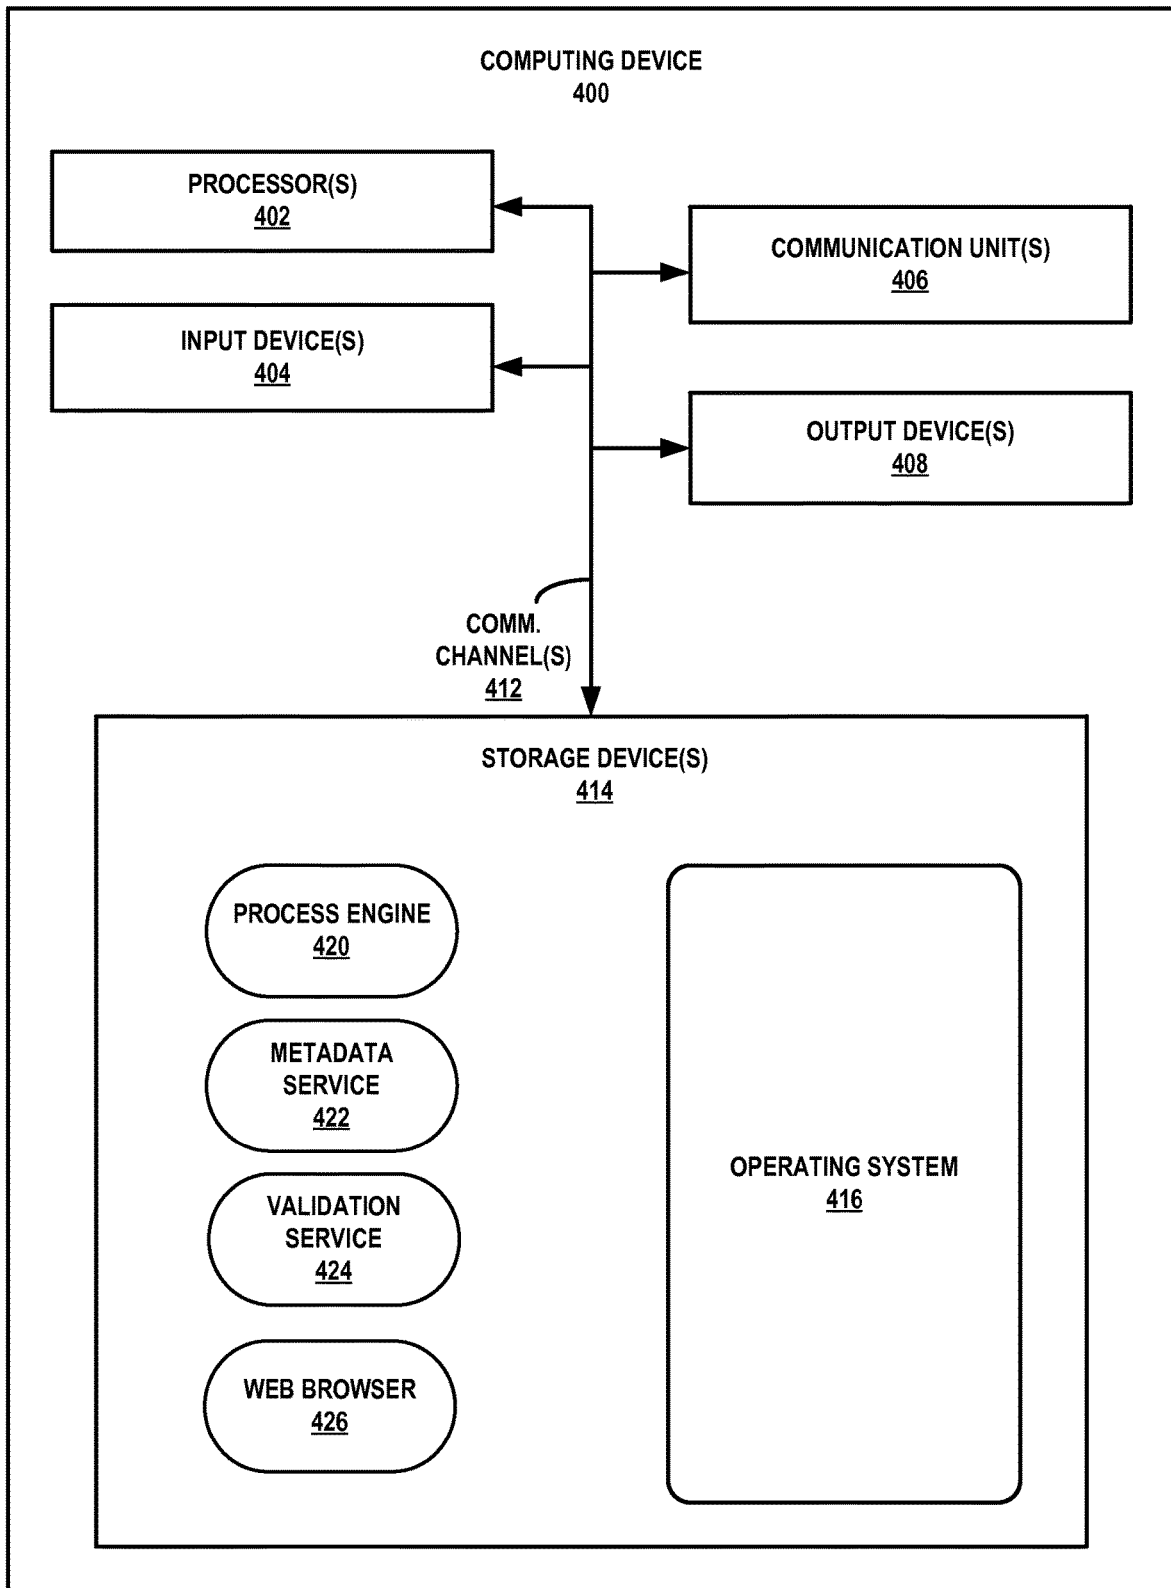 COMPUTING DEVICE
400
PROCESSOR(S)
402
COMMUNICATION UNIT(S)
406
INPUT DEVICE(S)
404
OUTPUT DEVICE(S)
408
COMM.
CHANNEL(S)
412
STORAGE DEVICE(S)
414
PROCESS ENGINE
420
METADATA
SERVICE
422
VALIDATION
SERVICE
424
WEB BROWSER
426
OPERATING SYSTEM
416